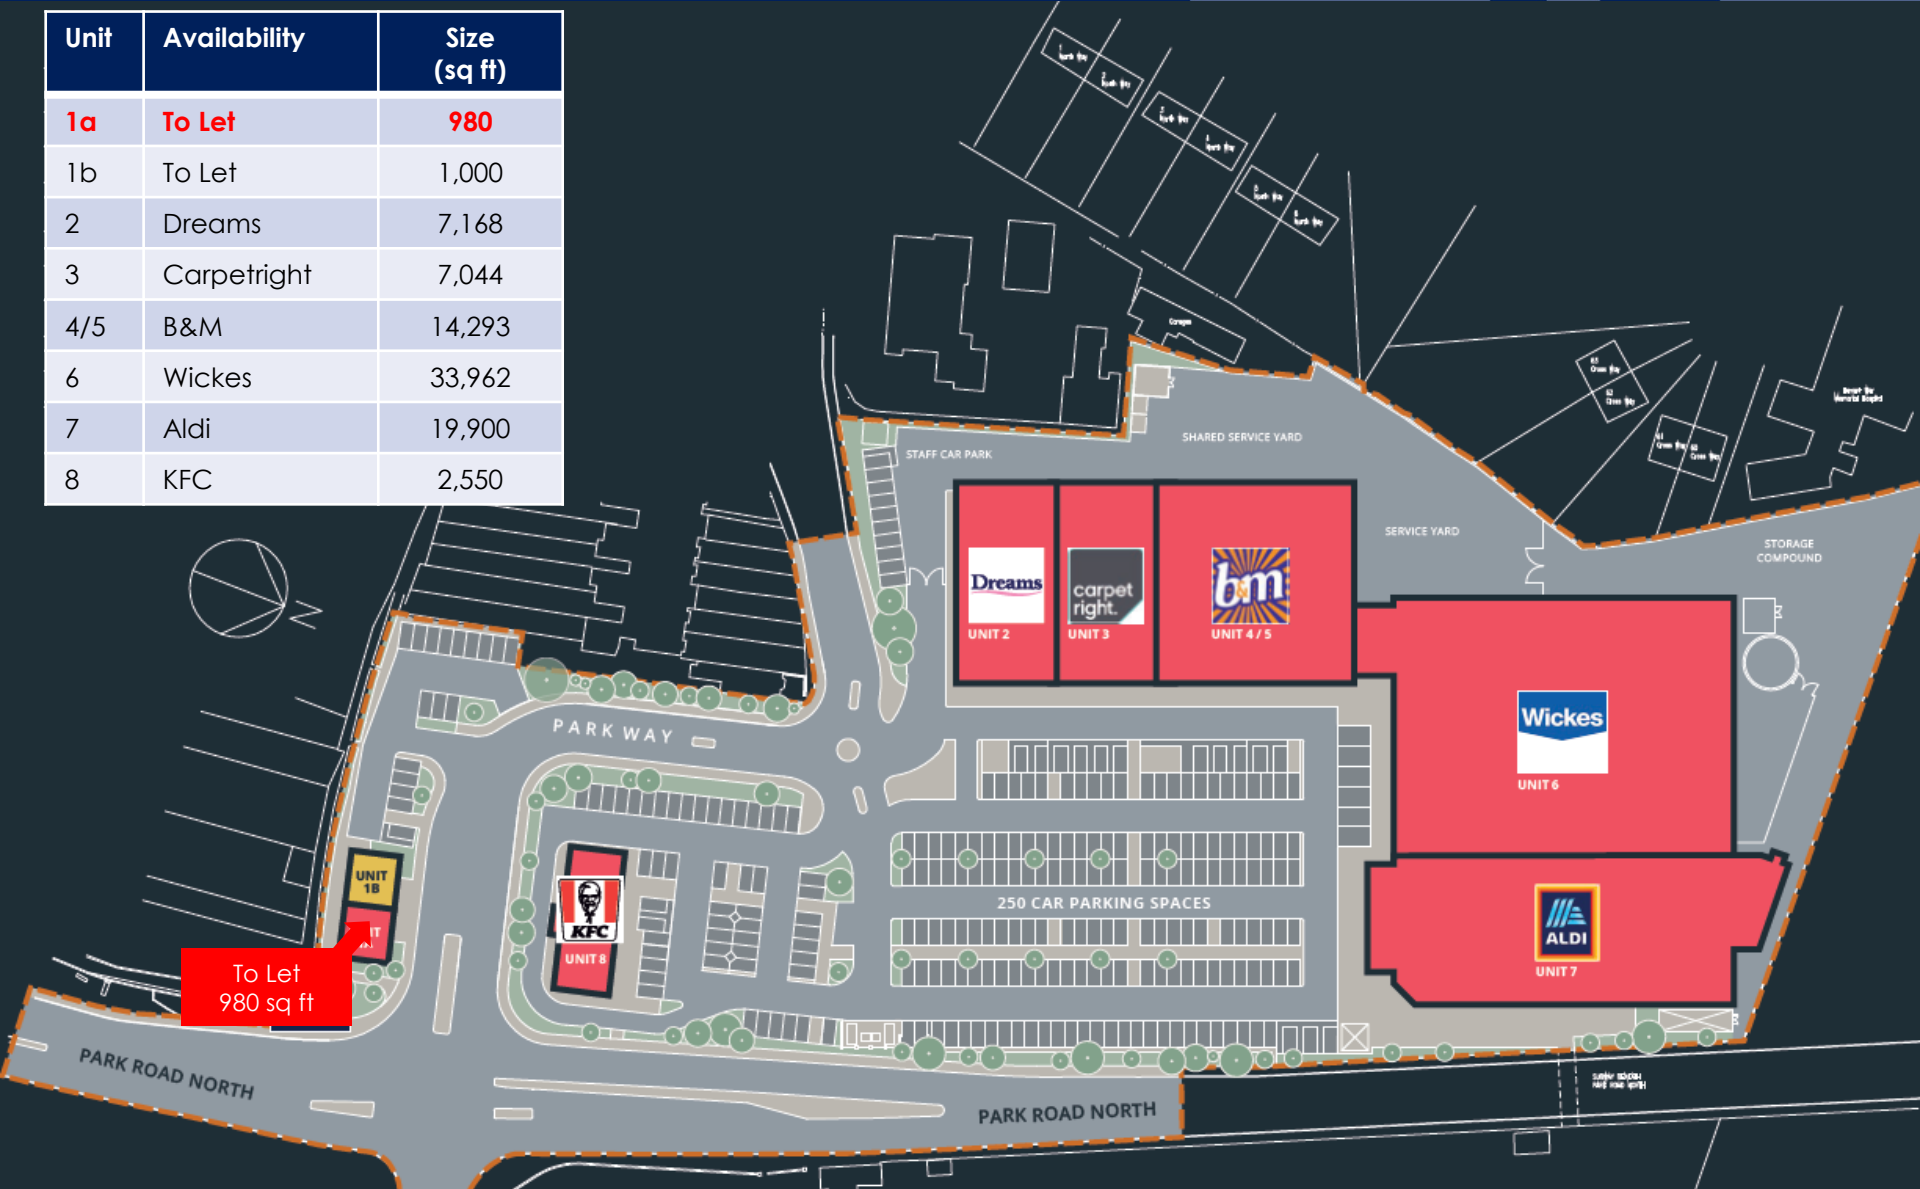 Unit Availability Size
(sq ft)
1a To Let 980
1b To Let 1,000
2 Dreams 7,168
3 Carpetright 7,044
4/5 B&M 14,293
6 Wickes 33,962
7 Aldi 19,900
8 KFC 2,550
SHARED SERVICE YARD
STAFF CAR PARK
SERVICE YARD
STORAGE
COMPOUND
Dreams
UNIT 2
carpet
right.
UNIT 3
b&m
UNIT 4 / 5
N
Wickes
UNIT 6
PARK WAY
UNIT
1B
KFC
UNIT 8
250 CAR PARKING SPACES
ALDI
UNIT 7
To Let
980 sq ft
PARK ROAD NORTH
PARK ROAD NORTH